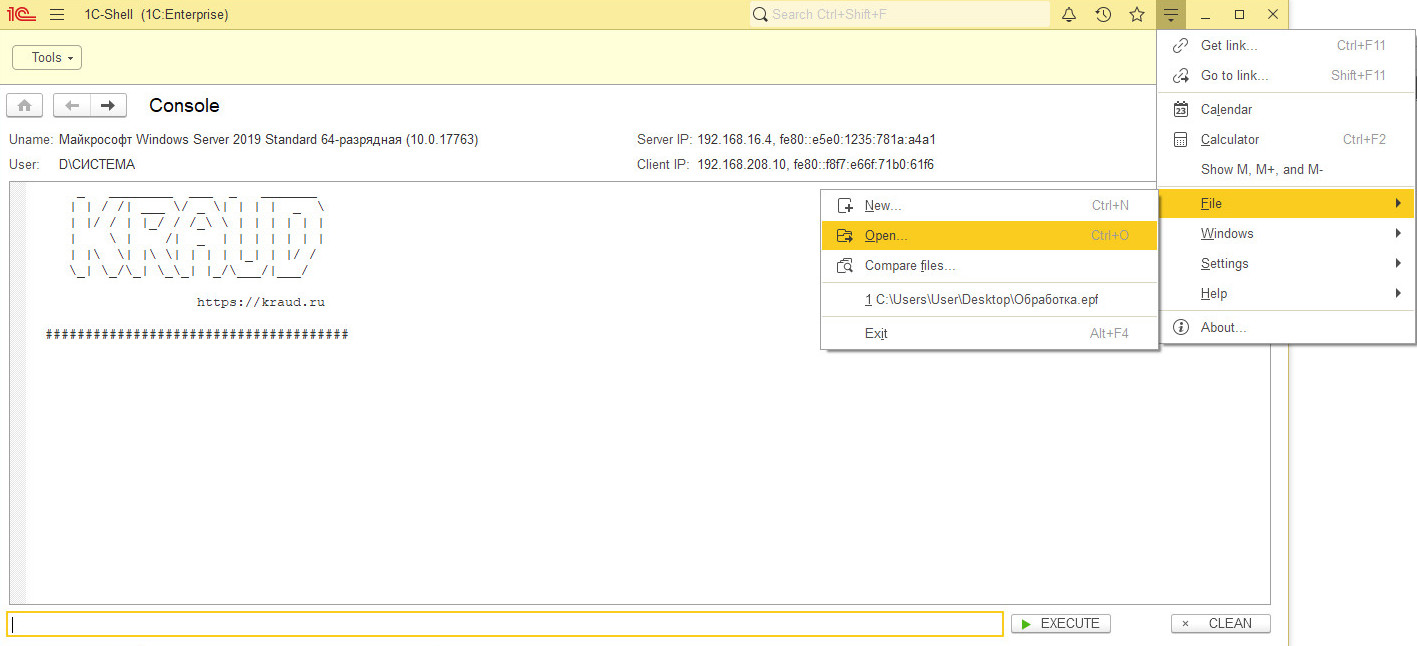 1C-Shell (1C:Enterprise)
Search Ctrl+Shift+F
Tools
Console
Uname: Майкрософт Windows Server 2019 Standard 64-разрядная (10.0.17763)
Server IP: 192.168.16.4, fe80::e5e0:1235:781a:a4a1
User: D\СИСТЕМА
Client IP: 192.168.208.10, fe80::f8f7:e66f:71b0:61f6
KRAUD
https://kraud.ru
######################################
Get link... Ctrl+F11
Go to link... Shift+F11
23 Calendar
Calculator Ctrl+F2
Show M, M+, and M-
File
Windows
Settings
Help
About...
New... Ctrl+N
Open... Ctrl+O
Compare files...
1 C:\Users\User\Desktop\Обработка.epf
Exit Alt+F4
EXECUTE
× CLEAN